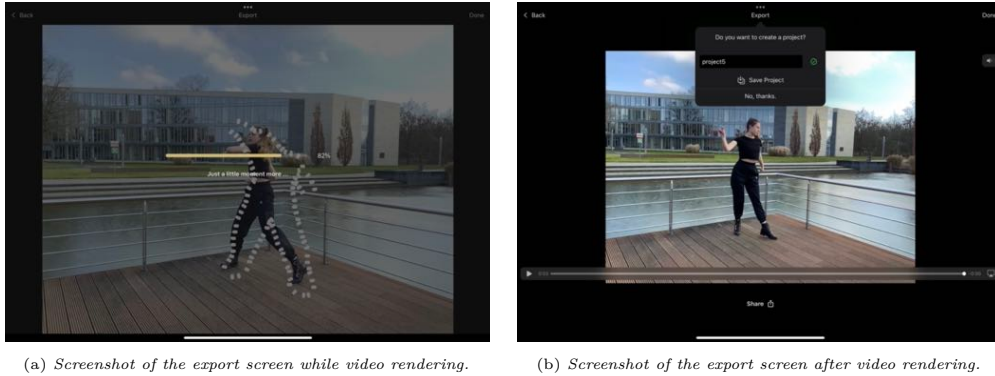 Back
Export
Done
82%
Just a little moment more
(a) Screenshot of the export screen while video rendering.
Back
Export
Do you want to create a project?
project5
Save Project
No, thanks.
Share
(b) Screenshot of the export screen after video rendering.